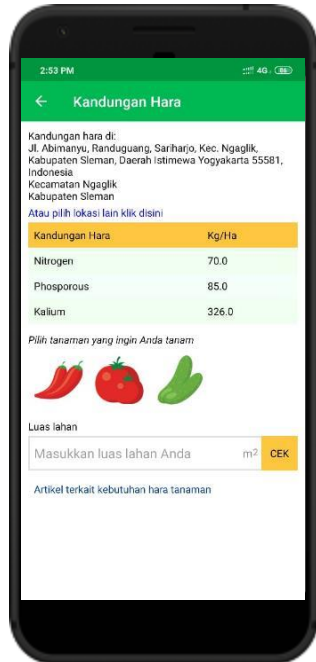 2:53 PM
4G
Kandungan Hara
Kandungan hara di:
Jl. Abimanyu, Randuguang, Sariharjo, Kec. Ngaglik,
Kabupaten Sleman, Daerah Istimewa Yogyakarta 55581,
Indonesia
Kecamatan Ngaglik
Kabupaten Sleman
Atau pilih lokasi lain klik disini
Kandungan Hara Kg/Ha
Nitrogen 70.0
Phosporous 85.0
Kalium 326.0
Pilih tanaman yang ingin Anda tanam
Luas lahan
Masukkan luas lahan Anda m² CEK
Artikel terkait kebutuhan hara tanaman